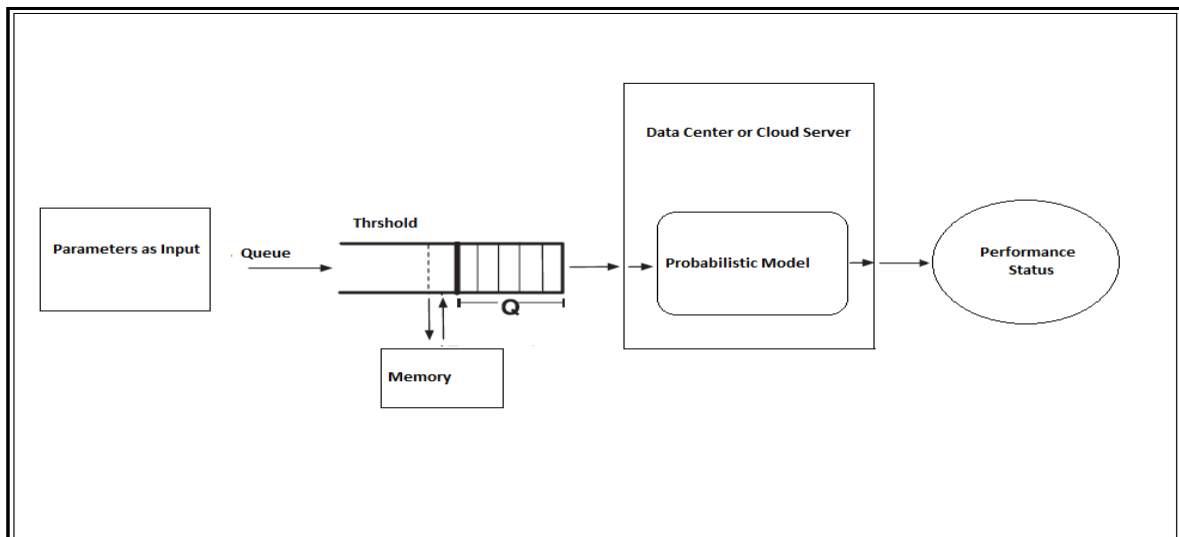 Data Center or Cloud Server
Thrshold
Parameters as Input
Queue
Probabilistic Model
Performance
Status
Q
Memory